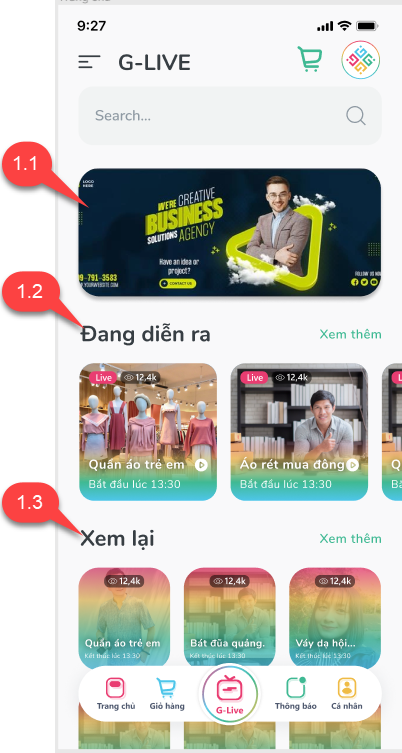 9:27
G-LIVE
Search...
1.1
LOGO
HERE
WE'RE CREATIVE
BUSINESS
SOLUTIONS AGENCY
Have an idea or
project?
CONTACT US
-791-3583
YOURWEBSITE.COM
FOLLOW US
1.2
Đang diễn ra
Xem thêm
Live 12,4k
Live 12,4k
Quần áo trẻ em
Áo rét mua đông
Q
Bắt đầu lúc 13:30
Bắt đầu lúc 13:30
1.3
Xem lại
Xem thêm
12,4k
12,4k
12,4k
Quần áo trẻ em
Bát đũa quảng.
Váy dạ hội...
Kết thúc lúc 13:30
Kết thúc lúc 13:30
Kết thúc lúc 13:30
Trang chủ
Giỏ hàng
G-Live
Thông báo
Cá nhân